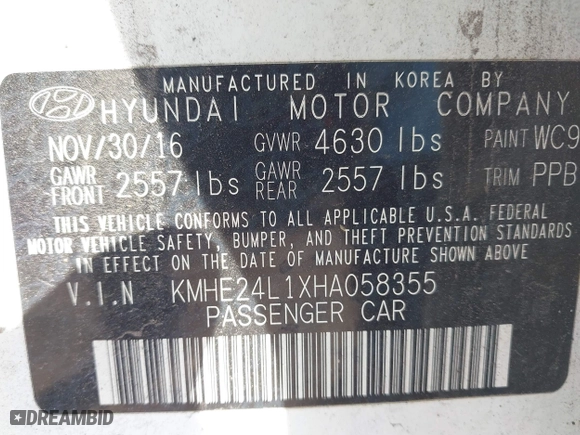 MANUFACTURED IN KOREA BY
HYUNDAI MOTOR COMPANY
NOV/30/16 GVWR 4630 lbs PAINT WC9
GAWR FRONT 2557 lbs GAWR REAR 2557 lbs TRIM PPB
THIS VEHICLE CONFORMS TO ALL APPLICABLE U.S.A. FEDERAL
MOTOR VEHICLE SAFETY, BUMPER, AND THEFT PREVENTION STANDARDS
IN EFFECT ON THE DATE OF MANUFACTURE SHOWN ABOVE
V.I.N KMHE24L1XHA058355
PASSENGER CAR
DREAMBID